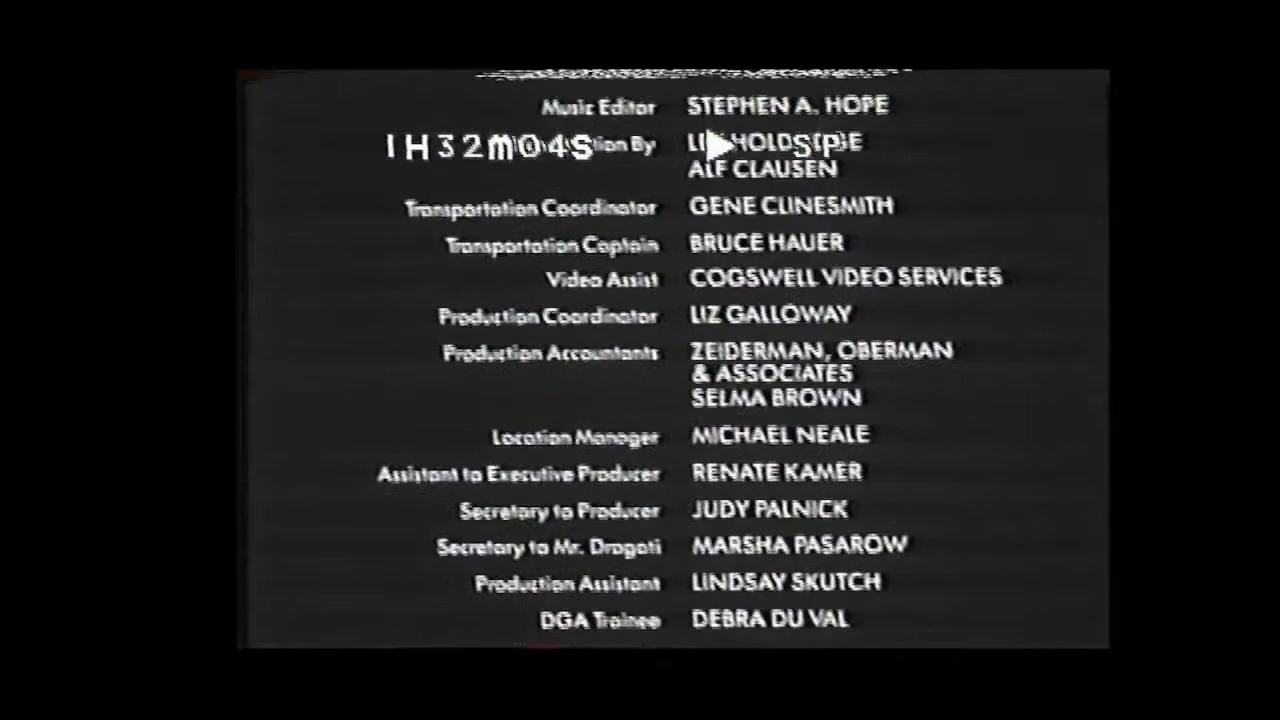 Music Editor STEPHEN A. HOPE
1H32M04S By SP
ALF CLAUSEN
Transportation Coordinator GENE CLINESMITH
Transportation Captain BRUCE HAUER
Video Assist COGSWELL VIDEO SERVICES
Production Coordinator LIZ GALLOWAY
Production Accountants ZEIDERMAN, OBERMAN
& ASSOCIATES
SELMA BROWN
Location Manager MICHAEL NEALE
Assistant to Executive Producer RENATE KAMER
Secretary to Producer JUDY PALNICK
Secretary to Mr. Dragoti MARSHA PASAROW
Production Assistant LINDSAY SKUTCH
DGA Trainee DEBRA DU VAL